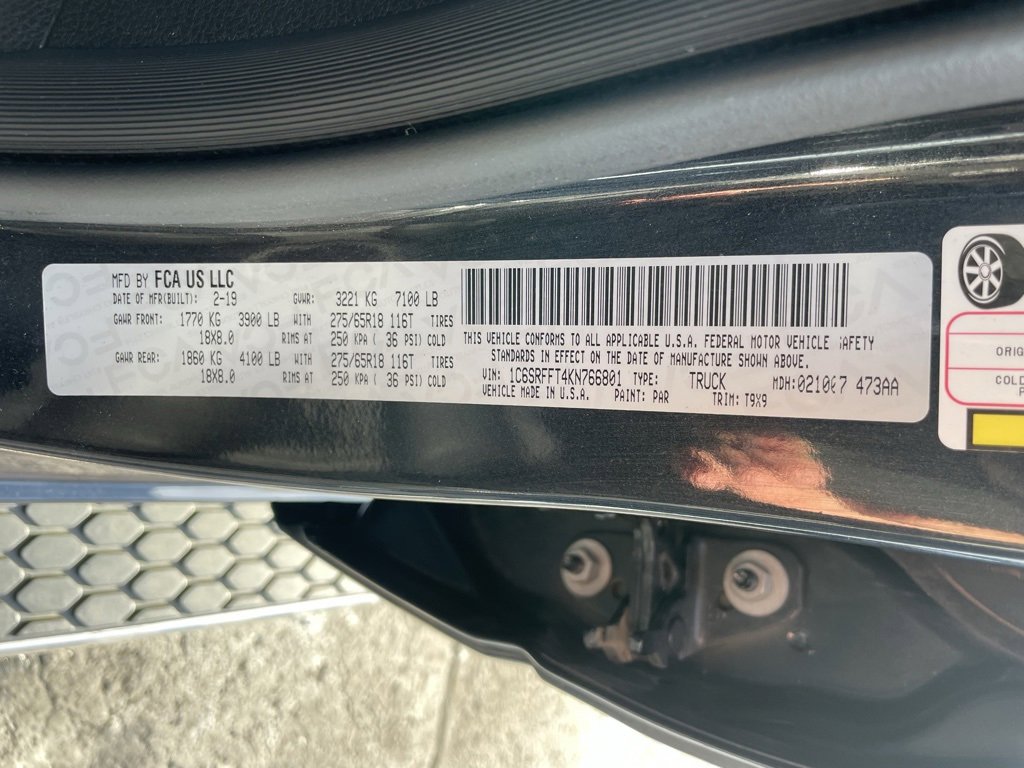 MFD BY FCA US LLC
DATE OF MFR(BUILT): 2-19 GVWR: 3221 KG 7100 LB
GAWR FRONT: 1770 KG 3900 LB WITH 275/65R18 116T TIRES
18X8.0 RIMS AT 250 KPA ( 36 PSI) COLD
GAWR REAR: 1860 KG 4100 LB WITH 275/65R18 116T TIRES
18X8.0 RIMS AT 250 KPA ( 36 PSI) COLD
THIS VEHICLE CONFORMS TO ALL APPLICABLE U.S.A. FEDERAL MOTOR VEHICLE SAFETY
STANDARDS IN EFFECT ON THE DATE OF MANUFACTURE SHOWN ABOVE.
VIN: 1C6SRFFT4KN766801 TYPE: TRUCK MDH: 473AA
VEHICLE MADE IN U.S.A. PAINT: PAR TRIM: T9X9
ORIG
COLD